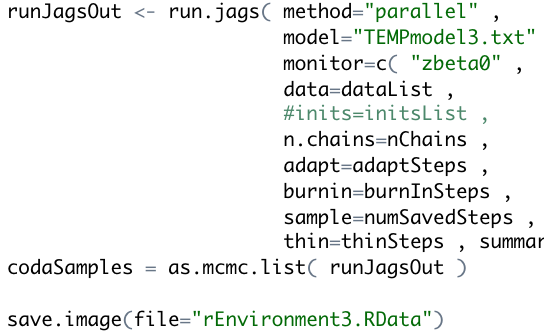 runJagsOut <- run.jags( method="parallel" ,
model="TEMPmodel3.txt"
monitor=c( "zbeta0" ,
data=dataList ,
#inits=initsList ,
n.chains=nChains ,
adapt=adaptSteps ,
burnin=burnInSteps ,
sample=numSavedSteps ,
thin=thinSteps , summar
codaSamples = as.mcmc.list( runJagsOut )
save.image(file="rEnvironment3.RData")